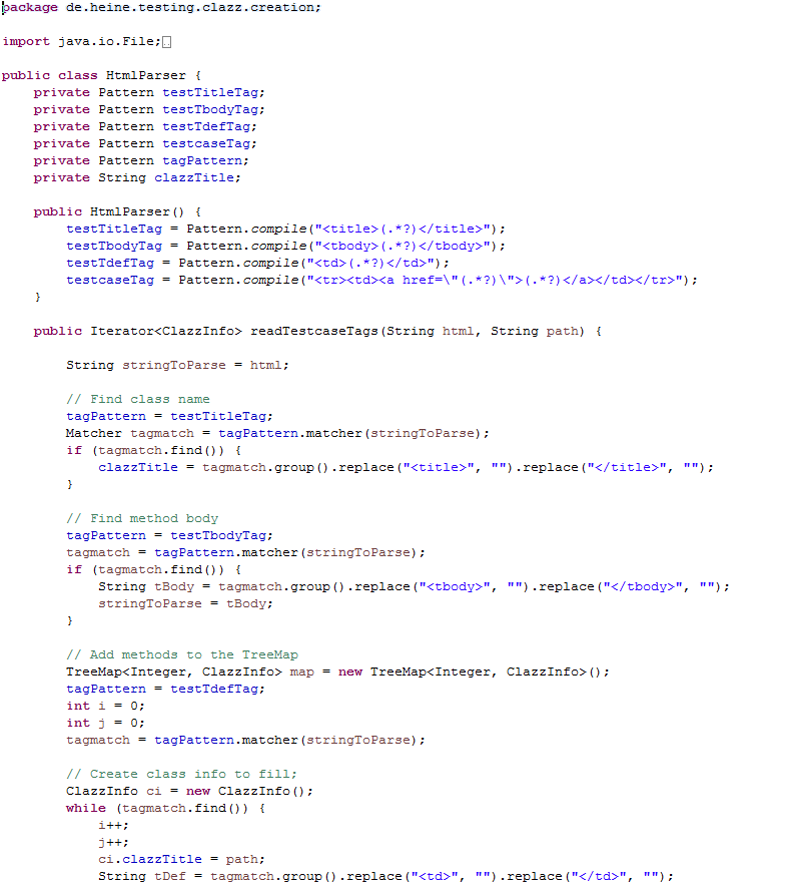 package de.heine.testing.clazz.creation;
import java.io.File;
public class HtmlParser {
    private Pattern testTitleTag;
    private Pattern testTbodyTag;
    private Pattern testTdefTag;
    private Pattern testcaseTag;
    private Pattern tagPattern;
    private String clazzTitle;
    public HtmlParser() {
        testTitleTag = Pattern.compile("<title>(.*?)</title>");
        testTbodyTag = Pattern.compile("<tbody>(.*?)</tbody>");
        testTdefTag = Pattern.compile("<td>(.*?)</td>");
        testcaseTag = Pattern.compile("<tr><td><a href=\"(.*?)\">(.*?)</a></td></tr>");
    }
    public Iterator<ClazzInfo> readTestcaseTags(String html, String path) {
        String stringToParse = html;
        // Find class name
        tagPattern = testTitleTag;
        Matcher tagmatch = tagPattern.matcher(stringToParse);
        if (tagmatch.find()) {
            clazzTitle = tagmatch.group().replace("<title>", "").replace("</title>", "");
        }
        // Find method body
        tagPattern = testTbodyTag;
        tagmatch = tagPattern.matcher(stringToParse);
        if (tagmatch.find()) {
            String tBody = tagmatch.group().replace("<tbody>", "").replace("</tbody>", "");
            stringToParse = tBody;
        }
        // Add methods to the TreeMap
        TreeMap<Integer, ClazzInfo> map = new TreeMap<Integer, ClazzInfo>();
        tagPattern = testTdefTag;
        int i = 0;
        int j = 0;
        tagmatch = tagPattern.matcher(stringToParse);
        // Create class info to fill;
        ClazzInfo ci = new ClazzInfo();
        while (tagmatch.find()) {
            i++;
            j++;
            ci.clazzTitle = path;
            String tDef = tagmatch.group().replace("<td>", "").replace("</td>", "");